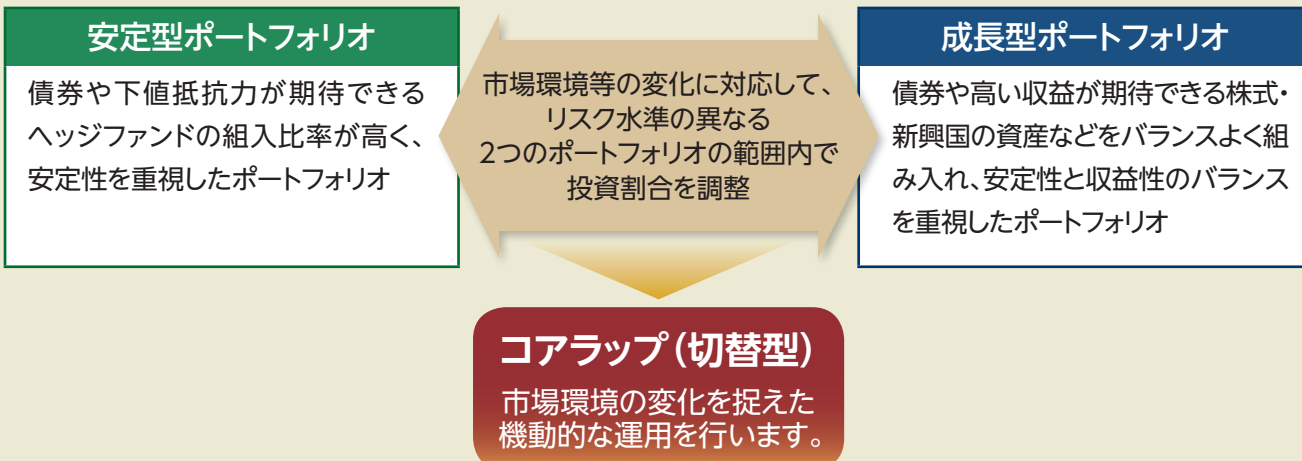 安定型ポートフォリオ
債券や下値抵抗力が期待できる
ヘッジファンドの組入比率が高く、
安定性を重視したポートフォリオ
市場環境等の変化に対応して、
リスク水準の異なる
2つのポートフォリオの範囲内で
投資割合を調整
成長型ポートフォリオ
債券や高い収益が期待できる株式・
新興国の資産などをバランスよく組
み入れ、安定性と収益性のバランス
を重視したポートフォリオ
コアラップ(切替型)
市場環境の変化を捉えた
機動的な運用を行います。